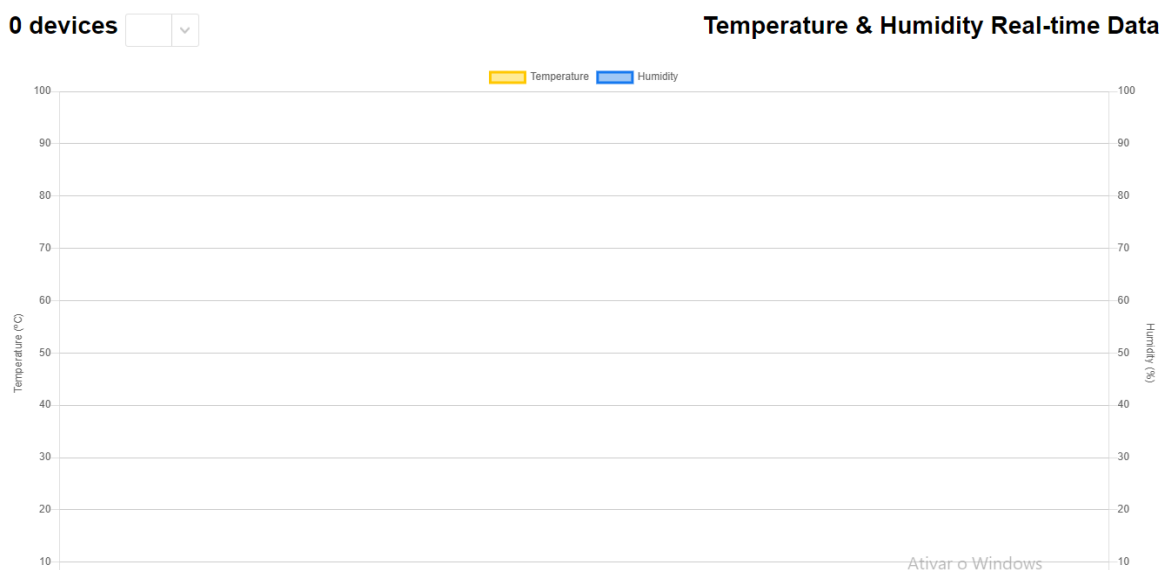 0 devices
Temperature & Humidity Real-time Data
Temperature Humidity
100 100
90 90
80 80
70 70
60 60
50 50
40 40
30 30
20 20
10 10
Temperature (ºC)
Humidity (%)
Ativar o Windows